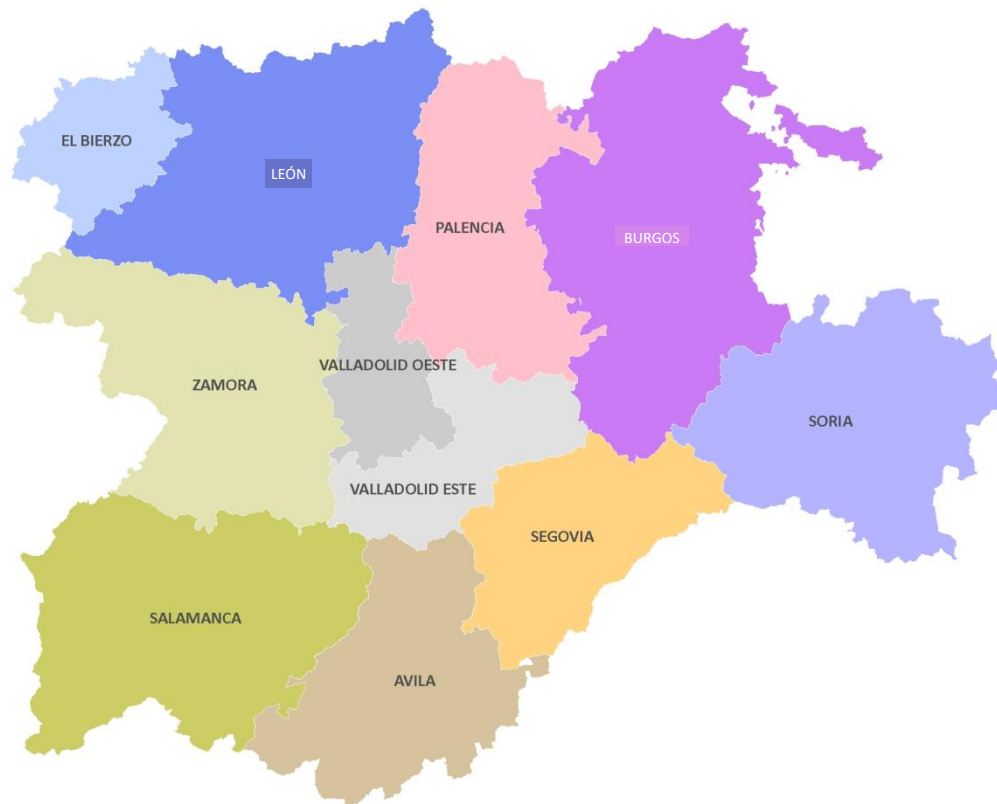 EL BIERZO
LEÓN
PALENCIA
BURGOS
VALLADOLID OESTE
ZAMORA
SORIA
VALLADOLID ESTE
SEGOVIA
SALAMANCA
AVILA